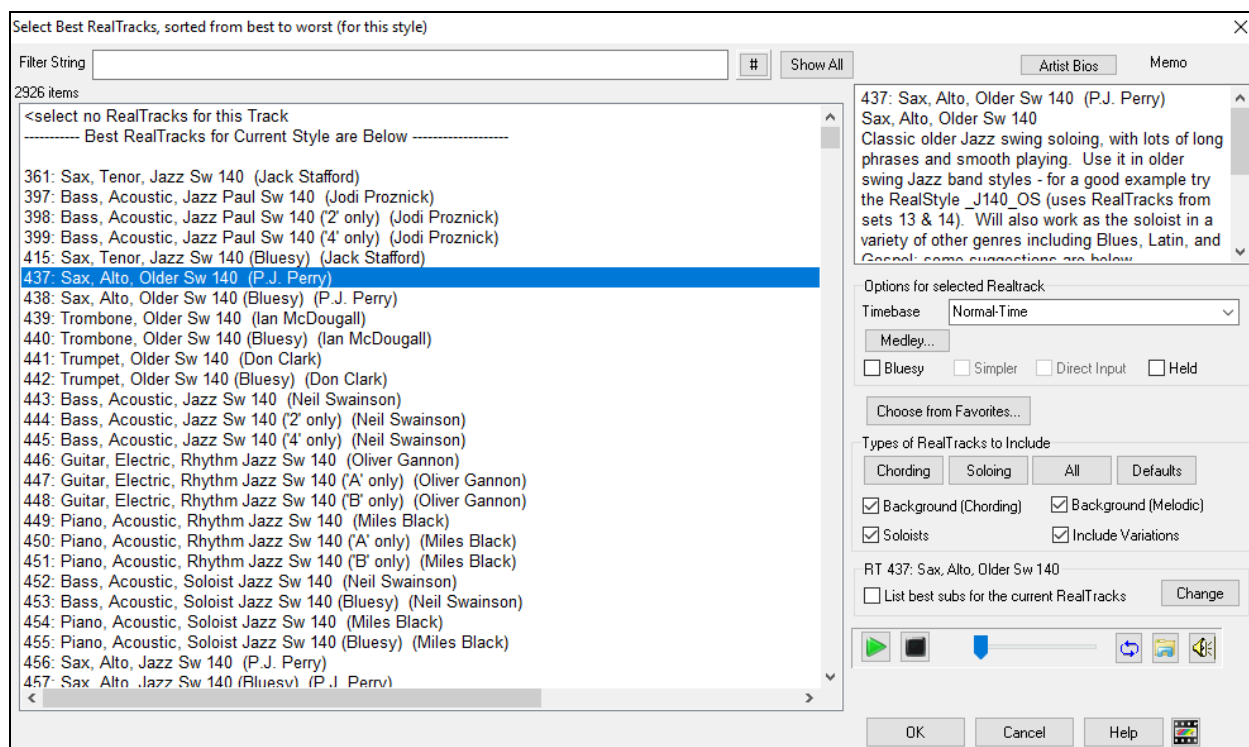 Select Best RealTracks, sorted from best to worst (for this style)
Filter String
#
Show All
Artist Bios
Memo
2926 items
<select no RealTracks for this Track
----------- Best RealTracks for Current Style are Below -------------------
361: Sax, Tenor, Jazz Sw 140 (Jack Stafford)
397: Bass, Acoustic, Jazz Paul Sw 140 (Jodi Proznick)
398: Bass, Acoustic, Jazz Paul Sw 140 ('2' only) (Jodi Proznick)
399: Bass, Acoustic, Jazz Paul Sw 140 ('4' only) (Jodi Proznick)
415: Sax, Tenor, Jazz Sw 140 (Bluesy) (Jack Stafford)
437: Sax, Alto, Older Sw 140 (P.J. Perry)
438: Sax, Alto, Older Sw 140 (Bluesy) (P.J. Perry)
439: Trombone, Older Sw 140 (Ian McDougall)
440: Trombone, Older Sw 140 (Bluesy) (Ian McDougall)
441: Trumpet, Older Sw 140 (Don Clark)
442: Trumpet, Older Sw 140 (Bluesy) (Don Clark)
443: Bass, Acoustic, Jazz Sw 140 (Neil Swainson)
444: Bass, Acoustic, Jazz Sw 140 ('2' only) (Neil Swainson)
445: Bass, Acoustic, Jazz Sw 140 ('4' only) (Neil Swainson)
446: Guitar, Electric, Rhythm Jazz Sw 140 (Oliver Gannon)
447: Guitar, Electric, Rhythm Jazz Sw 140 ('A' only) (Oliver Gannon)
448: Guitar, Electric, Rhythm Jazz Sw 140 ('B' only) (Oliver Gannon)
449: Piano, Acoustic, Rhythm Jazz Sw 140 (Miles Black)
450: Piano, Acoustic, Rhythm Jazz Sw 140 ('A' only) (Miles Black)
451: Piano, Acoustic, Rhythm Jazz Sw 140 ('B' only) (Miles Black)
452: Bass, Acoustic, Soloist Jazz Sw 140 (Neil Swainson)
453: Bass, Acoustic, Soloist Jazz Sw 140 (Bluesy) (Neil Swainson)
454: Piano, Acoustic, Soloist Jazz Sw 140 (Miles Black)
455: Piano, Acoustic, Soloist Jazz Sw 140 (Bluesy) (Miles Black)
456: Sax, Alto, Jazz Sw 140 (P.J. Perry)
457: Sax, Alto, Jazz Sw 140 (Bluesy) (P.J. Perry)
437: Sax, Alto, Older Sw 140 (P.J. Perry)
Sax, Alto, Older Sw 140
Classic older Jazz swing soloing, with lots of long
phrases and smooth playing. Use it in older
swing Jazz band styles - for a good example try
the RealStyle _J140_OS (uses RealTracks from
sets 13 & 14). Will also work as the soloist in a
variety of other genres including Blues, Latin, and
Gospel; some suggestions are below
Options for selected Realtrack
Timebase
Normal-Time
Medley...
Bluesy
Simpler
Direct Input
Held
Choose from Favorites...
Types of RealTracks to Include
Chording
Soloing
All
Defaults
Background (Chording)
Background (Melodic)
Soloists
Include Variations
RT 437: Sax, Alto, Older Sw 140
List best subs for the current RealTracks
Change
OK
Cancel
Help